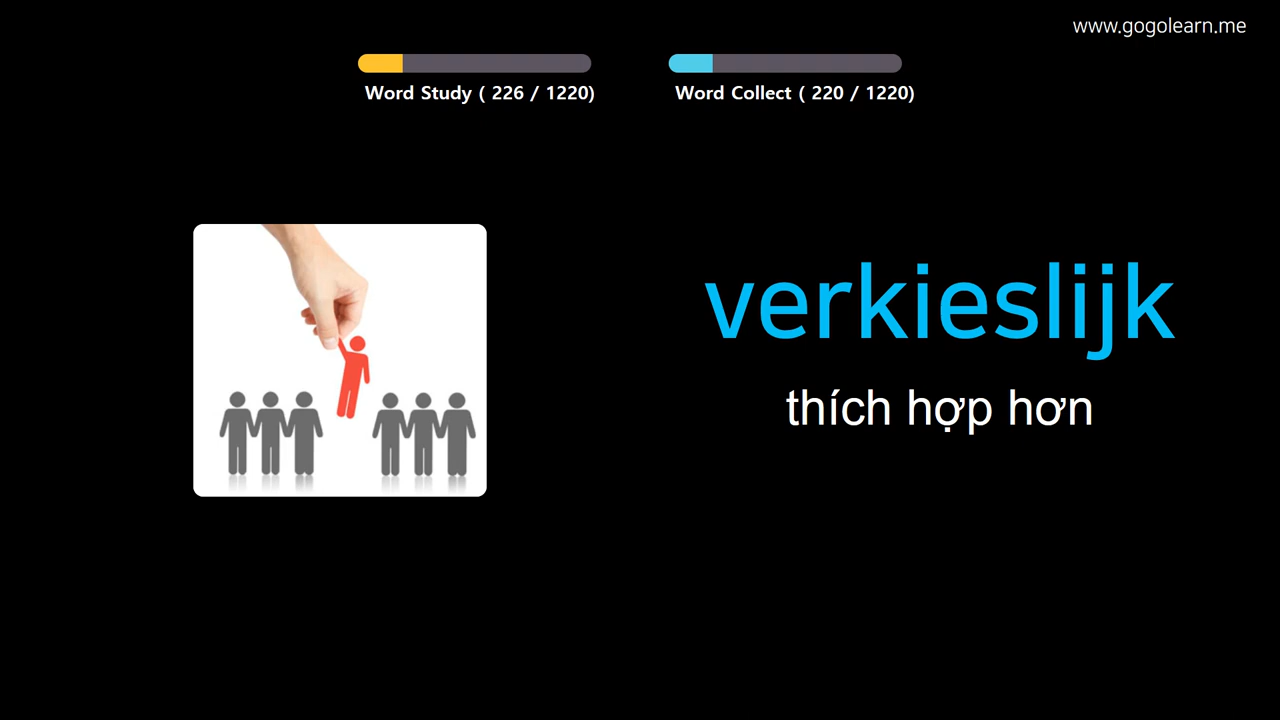 www.gogolearn.me
Word Study ( 226 / 1220)
Word Collect ( 220 / 1220)
verkieslijk
thích hợp hơn